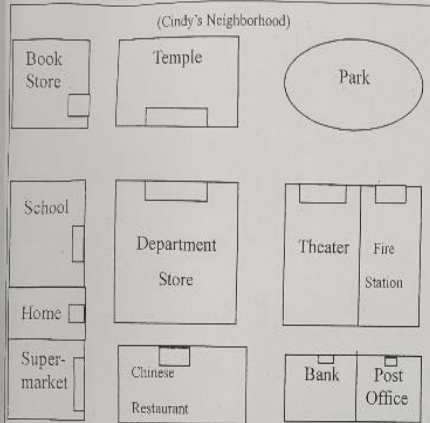 (Cindy's Neighborhood)
Book
Store
Temple
Park
School
Department
Store
Theater
Fire
Station
Home
Super-
market
Chinese
Restaurant
Bank
Post
Office